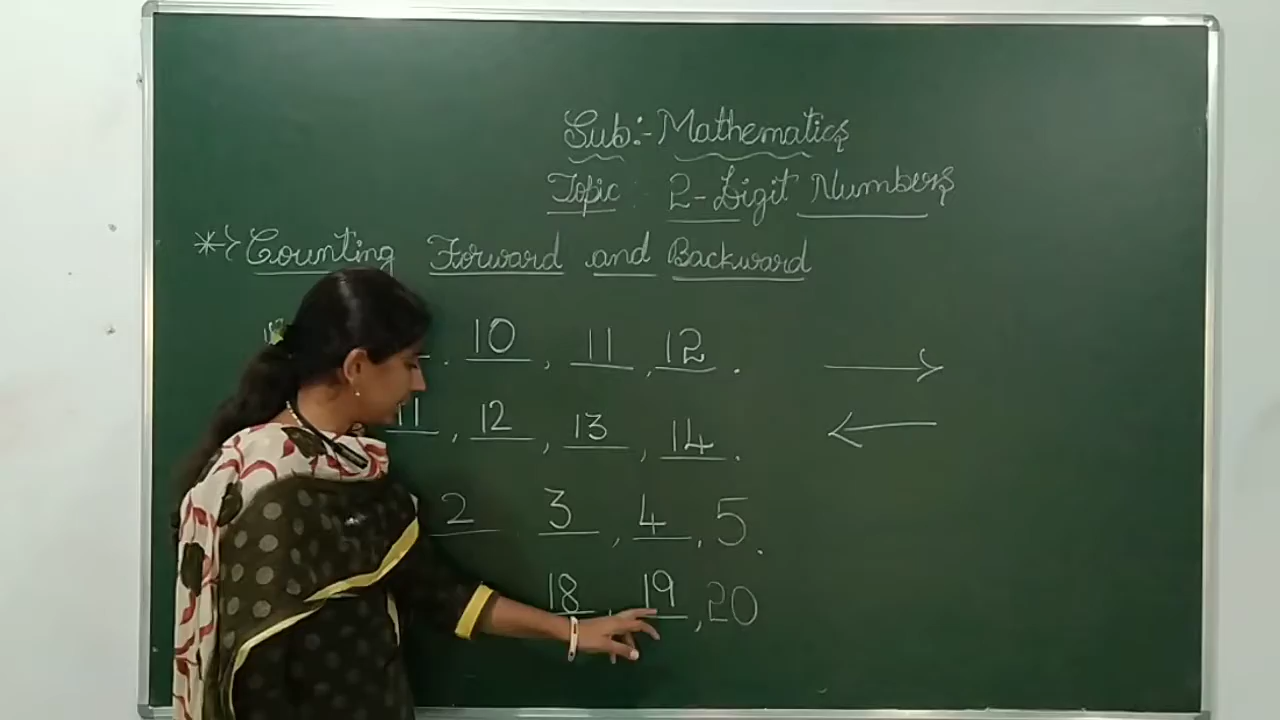 Sub:- Mathematics
Topic : 2-Digit Numbers
*} Counting Forward and Backward
. 10, 11, 12.
11, 12, 13, 14.
2 3, 4, 5.
18, 19, 20